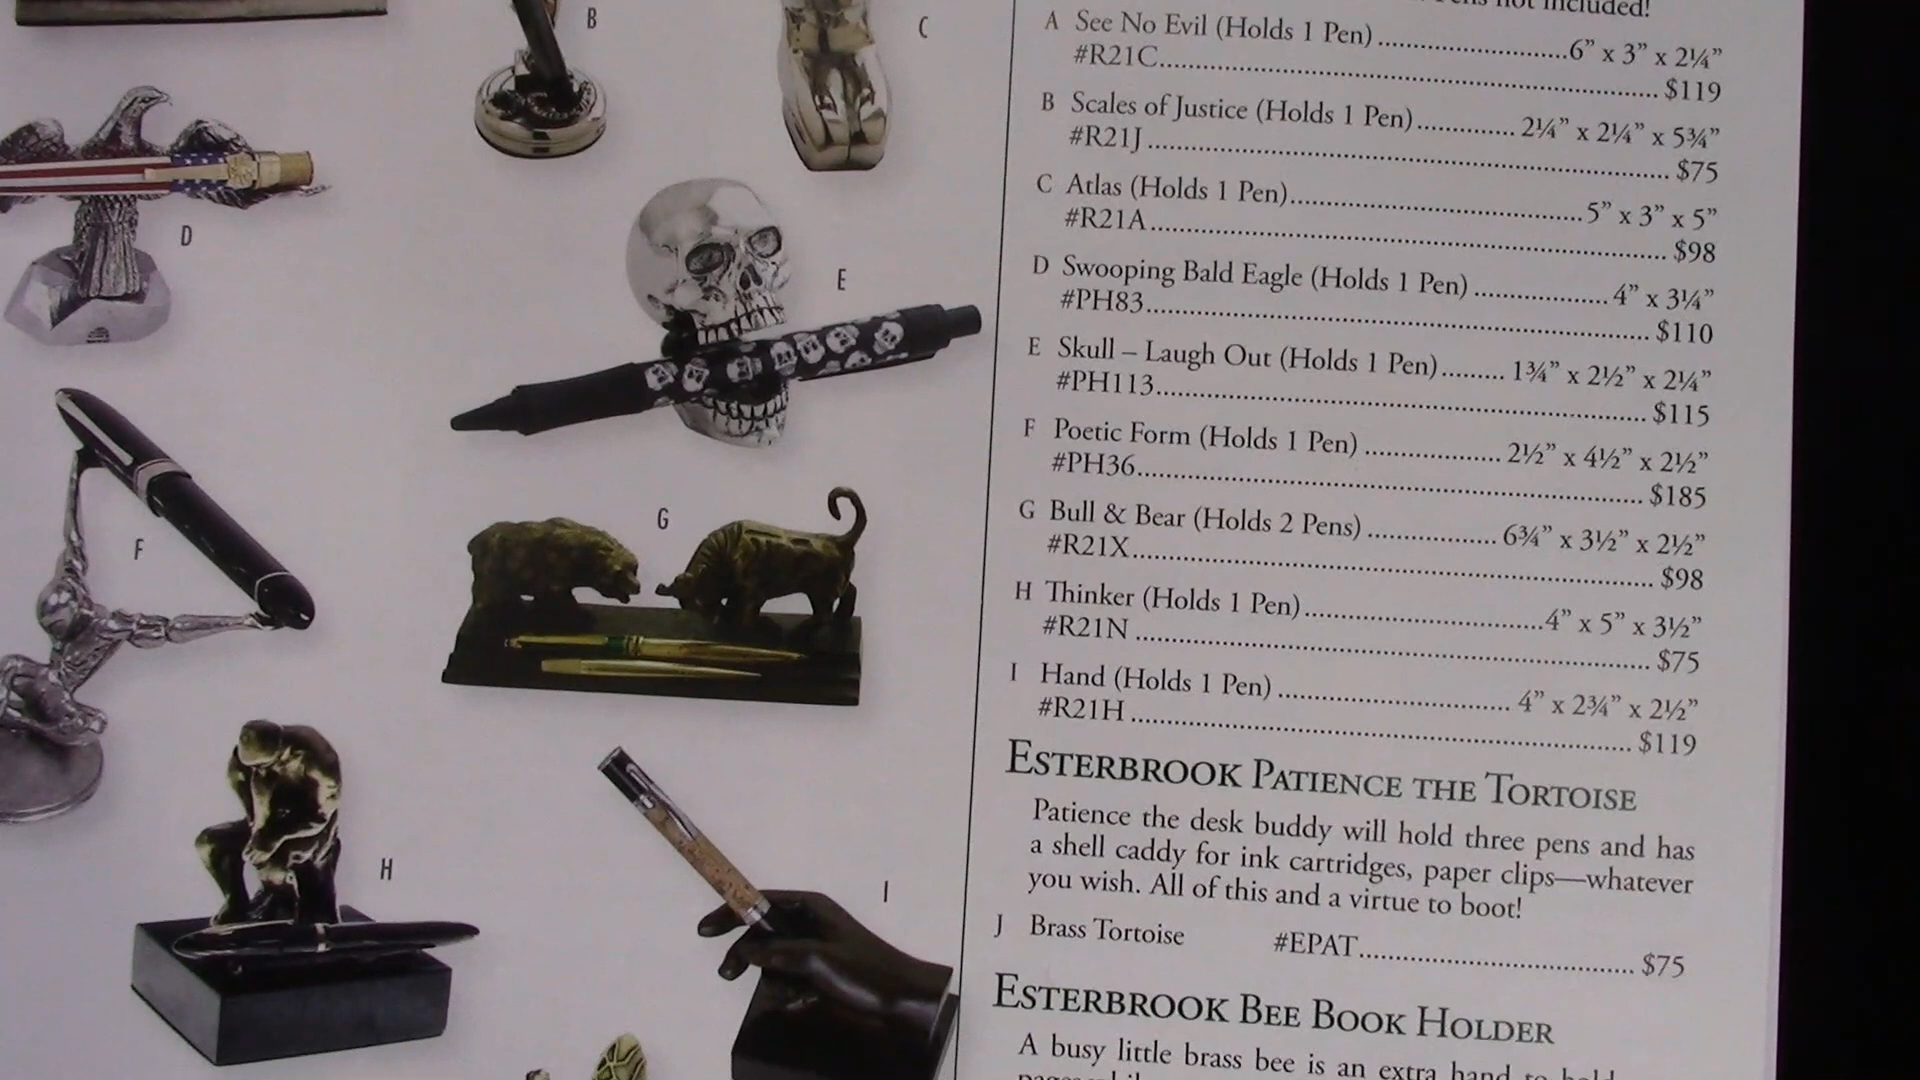 B
C
D
E
F
G
H
I
not included!
A See No Evil (Holds 1 Pen) ............................6” x 3” x 2¼”
#R21C.......................................................................... $119
B Scales of Justice (Holds 1 Pen) ............. 2¼” x 2¼” x 5¾”
#R21J ............................................................................ $75
C Atlas (Holds 1 Pen)...........................................5” x 3” x 5”
#R21A ........................................................................... $98
D Swooping Bald Eagle (Holds 1 Pen) .................. 4” x 3¼”
#PH83......................................................................... $110
E Skull – Laugh Out (Holds 1 Pen)......... 1¾” x 2½” x 2¼”
#PH113....................................................................... $115
F Poetic Form (Holds 1 Pen) .................. 2½” x 4½” x 2½”
#PH36......................................................................... $185
G Bull & Bear (Holds 2 Pens) ................. 6¾” x 3½” x 2½”
#R21X............................................................................ $98
H Thinker (Holds 1 Pen)................................4” x 5” x 3½”
#R21N ........................................................................... $75
I Hand (Holds 1 Pen) ............................... 4” x 2¾” x 2½”
#R21H ......................................................................... $119
ESTERBROOK PATIENCE THE TORTOISE
Patience the desk buddy will hold three pens and has
a shell caddy for ink cartridges, paper clips—whatever
you wish. All of this and a virtue to boot!
J Brass Tortoise #EPAT..................................... $75
ESTERBROOK BEE BOOK HOLDER
A busy little brass bee is an extra hand to hold